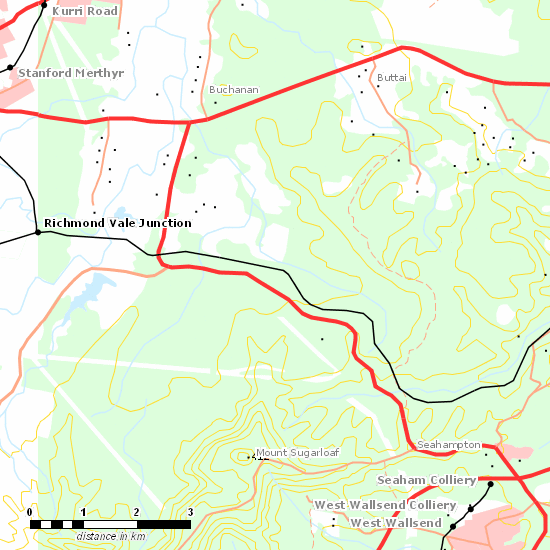 Kurri Road
Stanford Merthyr
Buchanan
Buttai
Richmond Vale Junction
Seahampton
Mount Sugarloaf
Seaham Colliery
West Wallsend Colliery
West Wallsend
0 1 2 3
distance in km